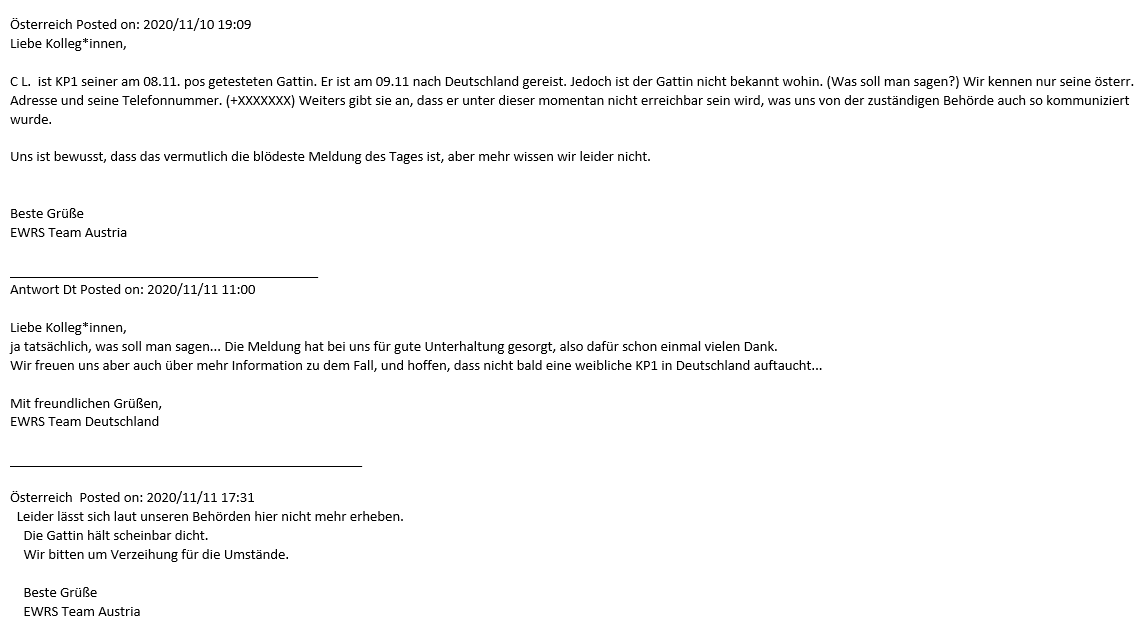 Österreich Posted on: 2020/11/10 19:09
Liebe Kolleg*innen,
C L.  ist KP1 seiner am 08.11. pos getesteten Gattin. Er ist am 09.11 nach Deutschland gereist. Jedoch ist der Gattin nicht bekannt wohin. (Was soll man sagen?) Wir kennen nur seine österr.
Adresse und seine Telefonnummer. (+XXXXXXX) Weiters gibt sie an, dass er unter dieser momentan nicht erreichbar sein wird, was uns von der zuständigen Behörde auch so kommuniziert
wurde.
Uns ist bewusst, dass das vermutlich die blödeste Meldung des Tages ist, aber mehr wissen wir leider nicht.
Beste Grüße
EWRS Team Austria
Antwort Dt Posted on: 2020/11/11 11:00
Liebe Kolleg*innen,
ja tatsächlich, was soll man sagen... Die Meldung hat bei uns für gute Unterhaltung gesorgt, also dafür schon einmal vielen Dank.
Wir freuen uns aber auch über mehr Information zu dem Fall, und hoffen, dass nicht bald eine weibliche KP1 in Deutschland auftaucht...
Mit freundlichen Grüßen,
EWRS Team Deutschland
Österreich  Posted on: 2020/11/11 17:31
Leider lässt sich laut unseren Behörden hier nicht mehr erheben.
Die Gattin hält scheinbar dicht.
Wir bitten um Verzeihung für die Umstände.
Beste Grüße
EWRS Team Austria